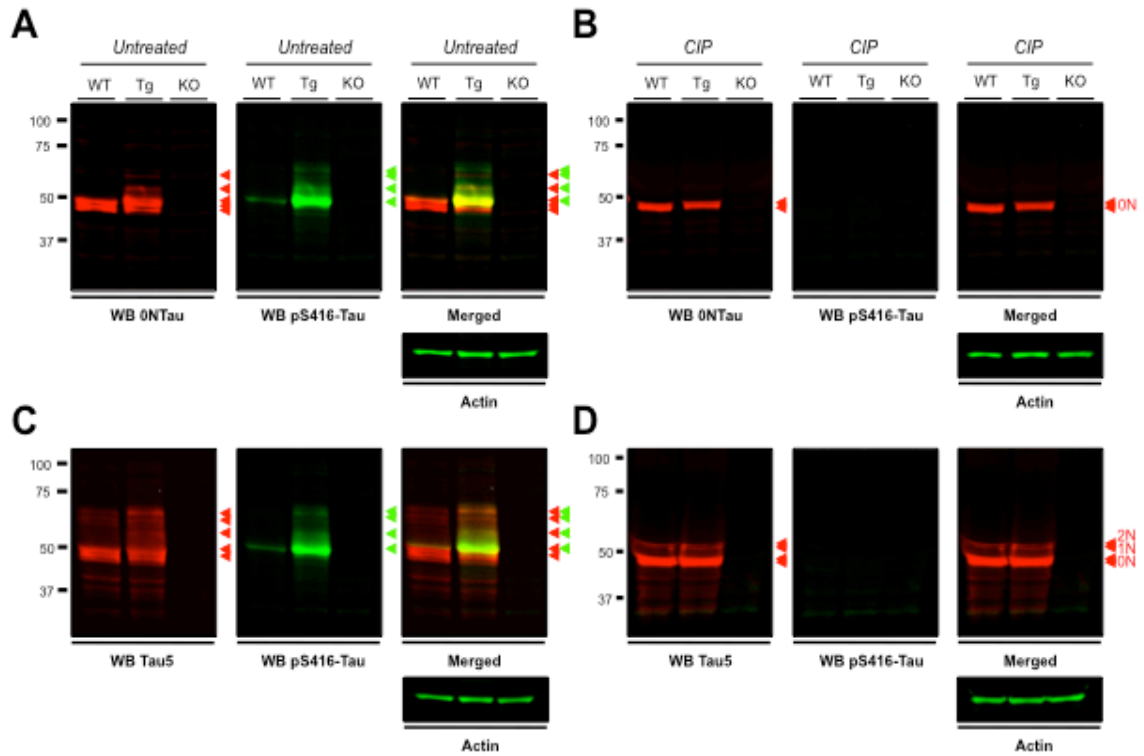 A
B
Untreated Untreated Untreated CIP CIP CIP
WT Tg KO WT Tg KO WT Tg KO WT Tg KO WT Tg KO WT Tg KO
100 100
75 75
50 50 0N
37 37
WB 0NTau WB pS416-Tau Merged WB 0NTau WB pS416-Tau Merged
Actin Actin
C
D
100 100
75 75
2N
50 50 1N
0N
37 37
WB Tau5 WB pS416-Tau Merged WB Tau5 WB pS416-Tau Merged
Actin Actin